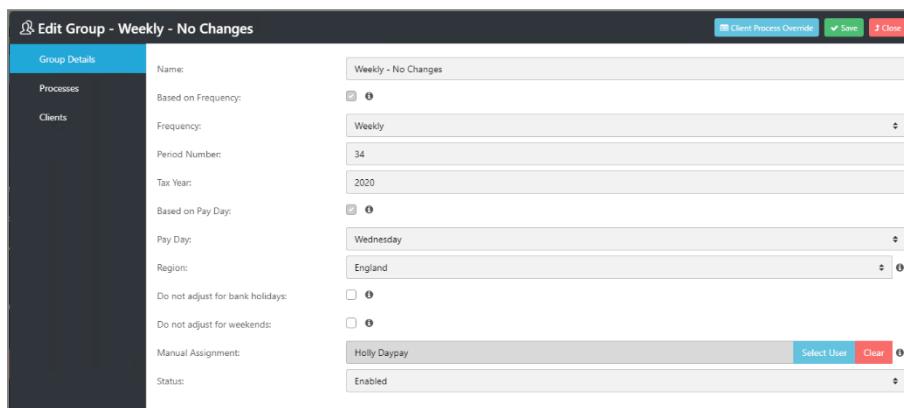 Edit Group - Weekly - No Changes
Client Process Override
Save
Close
Group Details
Processes
Clients
Name: Weekly - No Changes
Based on Frequency:
Frequency: Weekly
Period Number: 34
Tax Year: 2020
Based on Pay Day:
Pay Day: Wednesday
Region: England
Do not adjust for bank holidays:
Do not adjust for weekends:
Manual Assignment: Holly Daypay Select User Clear
Status: Enabled